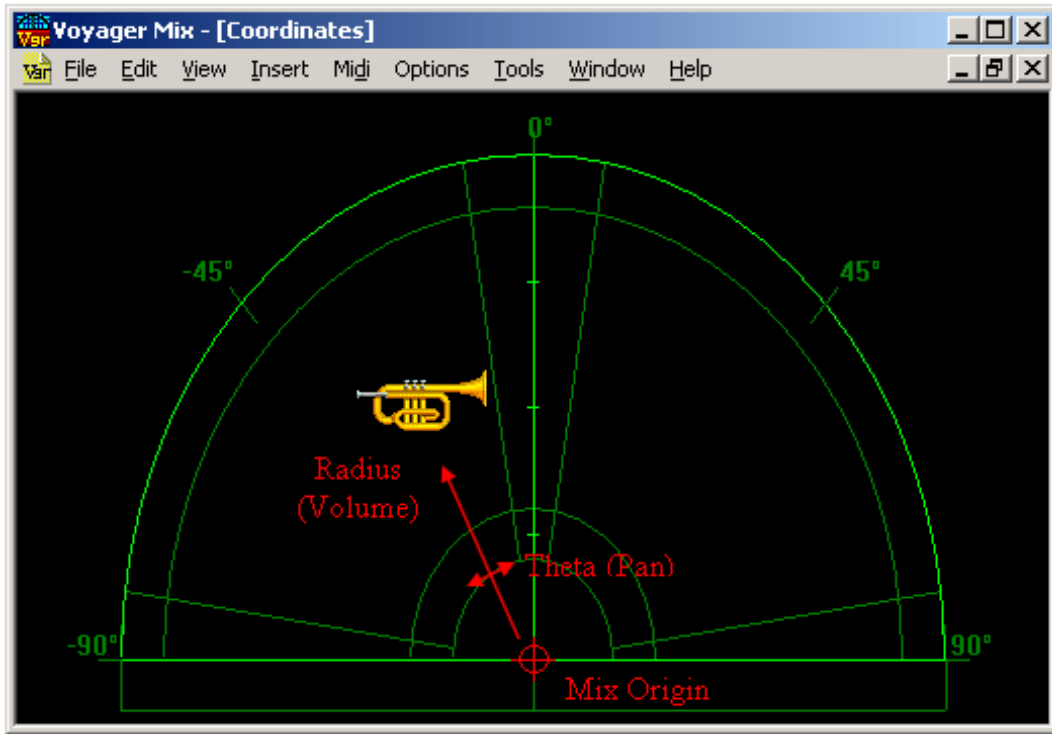 Voyager Mix - [Coordinates]
File Edit View Insert Midi Options Tools Window Help
0°
-45°
45°
Radius
(Volume)
Theta (Pan)
-90°
90°
Mix Origin